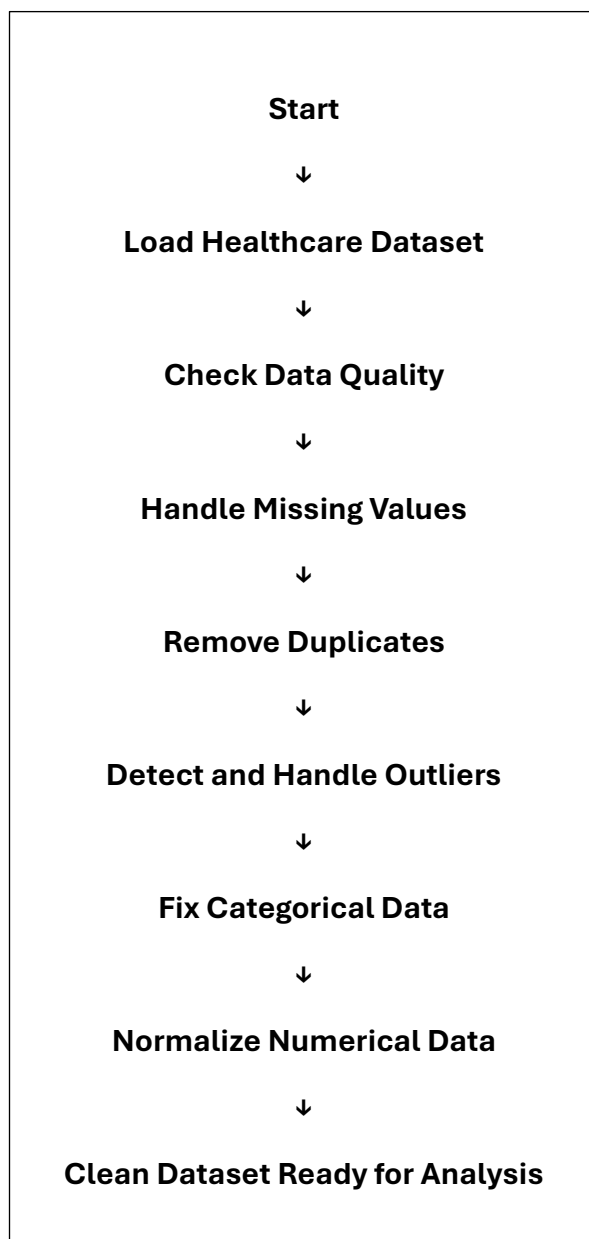 Start
↓
Load Healthcare Dataset
↓
Check Data Quality
↓
Handle Missing Values
↓
Remove Duplicates
↓
Detect and Handle Outliers
↓
Fix Categorical Data
↓
Normalize Numerical Data
↓
Clean Dataset Ready for Analysis